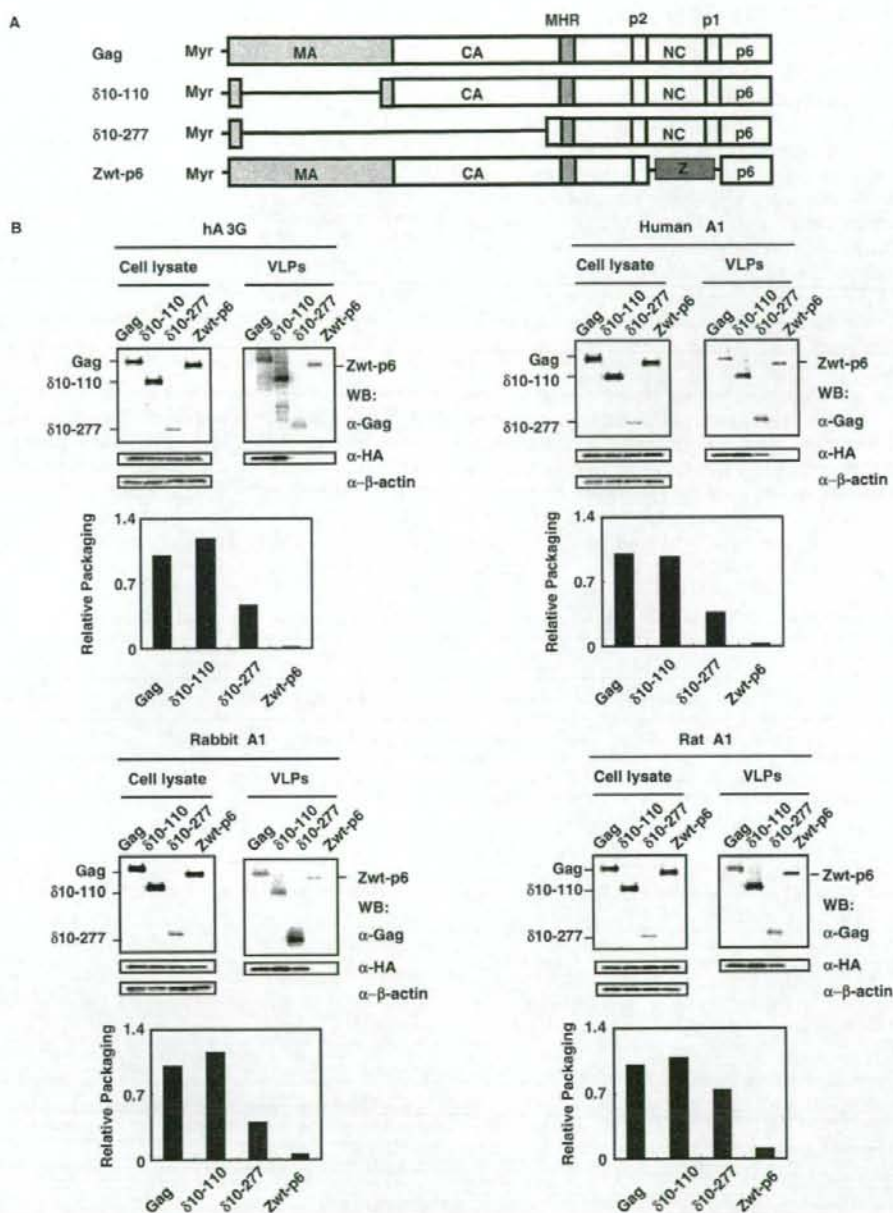 A
MHR p2 p1
Gag Myr MA CA NC p6
δ10-110 Myr CA NC p6
δ10-277 Myr NC p6
Zwt-p6 Myr MA CA Z p6
B
hA3G
Cell lysate VLPs
Gag δ10-110 δ10-277 Zwt-p6 Gag δ10-110 δ10-277 Zwt-p6
Gag
δ10-110
δ10-277
Zwt-p6
WB:
α-Gag
α-HA
α-β-actin
Relative Packaging
1.4
0.7
0
Gag δ10-110 δ10-277 Zwt-p6
Human A1
Cell lysate VLPs
Gag δ10-110 δ10-277 Zwt-p6 Gag δ10-110 δ10-277 Zwt-p6
Gag
δ10-110
δ10-277
Zwt-p6
WB:
α-Gag
α-HA
α-β-actin
Relative Packaging
1.4
0.7
0
Gag δ10-110 δ10-277 Zwt-p6
Rabbit A1
Cell lysate VLPs
Gag δ10-110 δ10-277 Zwt-p6 Gag δ10-110 δ10-277 Zwt-p6
Gag
δ10-110
δ10-277
Zwt-p6
WB:
α-Gag
α-HA
α-β-actin
Relative Packaging
1.4
0.7
0
Gag δ10-110 δ10-277 Zwt-p6
Rat A1
Cell lysate VLPs
Gag δ10-110 δ10-277 Zwt-p6 Gag δ10-110 δ10-277 Zwt-p6
Gag
δ10-110
δ10-277
Zwt-p6
WB:
α-Gag
α-HA
α-β-actin
Relative Packaging
1.4
0.7
0
Gag δ10-110 δ10-277 Zwt-p6